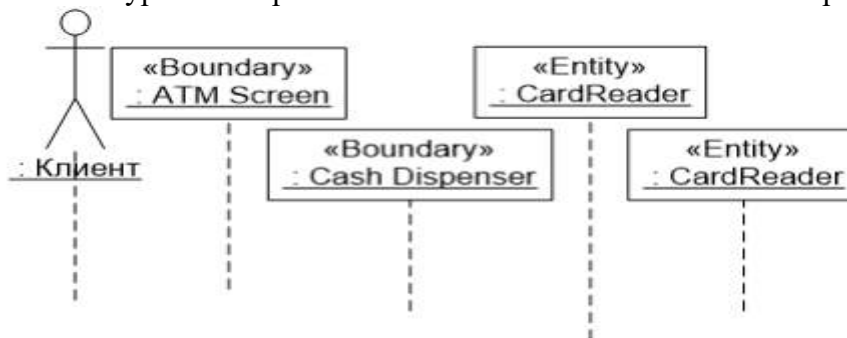 «Boundary»
: ATM Screen
«Entity»
: CardReader
«Boundary»
: Cash Dispenser
«Entity»
: CardReader
: Клиент